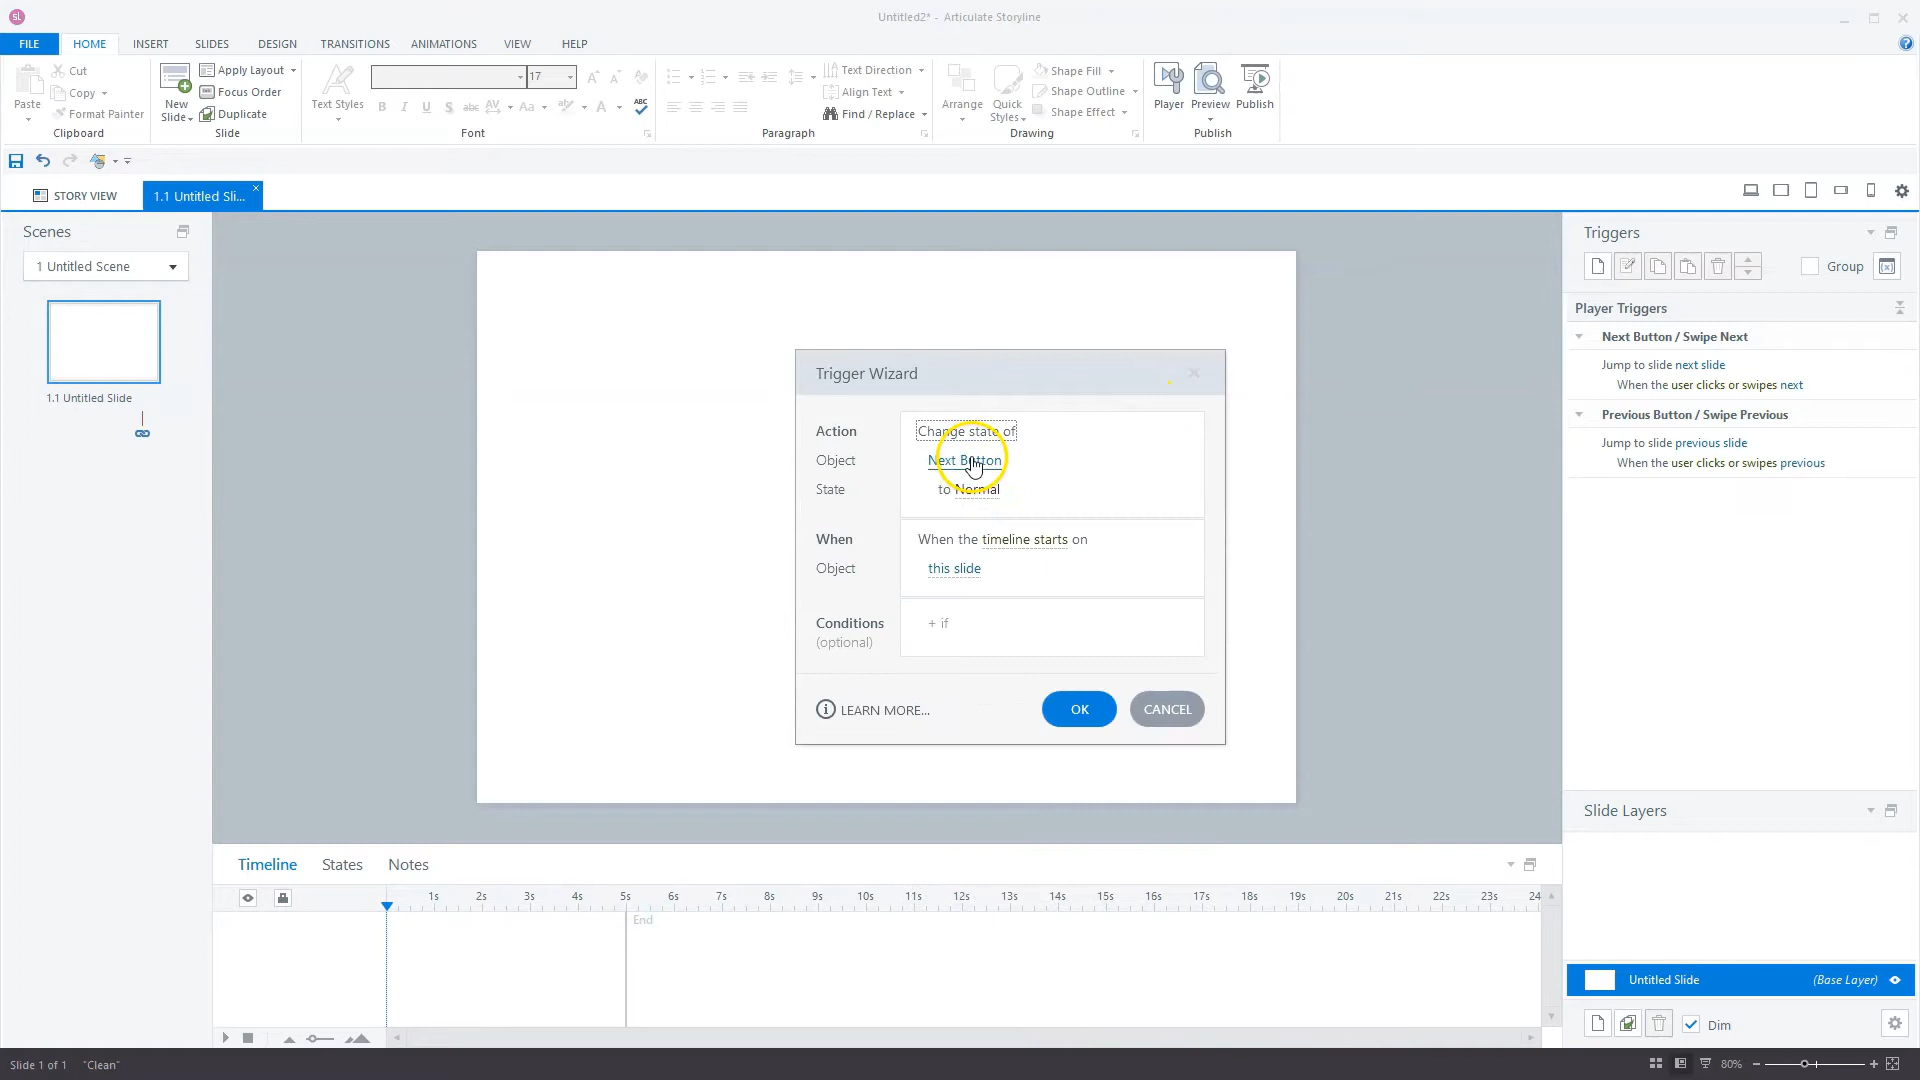 sl
Untitled2* - Articulate Storyline
FILE HOME INSERT SLIDES DESIGN TRANSITIONS ANIMATIONS VIEW HELP
Paste
Cut
Copy
Format Painter
Clipboard
New
Slide
Apply Layout
Focus Order
Duplicate
Slide
Text Styles
17
B I U S abc AV Aa A
ABC
Font
Text Direction
Align Text
Find / Replace
Paragraph
Arrange
Quick
Styles
Shape Fill
Shape Outline
Shape Effect
Drawing
Player
Preview
Publish
Publish
STORY VIEW
1.1 Untitled Sli...
Scenes
1 Untitled Scene
1.1 Untitled Slide
Trigger Wizard
Action Change state of
Object Next Button
State to Normal
When When the timeline starts on
Object this slide
Conditions + if
(optional)
LEARN MORE...
OK CANCEL
Triggers
Group
Player Triggers
Next Button / Swipe Next
Jump to slide next slide
When the user clicks or swipes next
Previous Button / Swipe Previous
Jump to slide previous slide
When the user clicks or swipes previous
Slide Layers
Untitled Slide (Base Layer)
Dim
Timeline States Notes
1s 2s 3s 4s 5s 6s 7s 8s 9s 10s 11s 12s 13s 14s 15s 16s 17s 18s 19s 20s 21s 22s 23s 24
End
Slide 1 of 1 "Clean"
80%